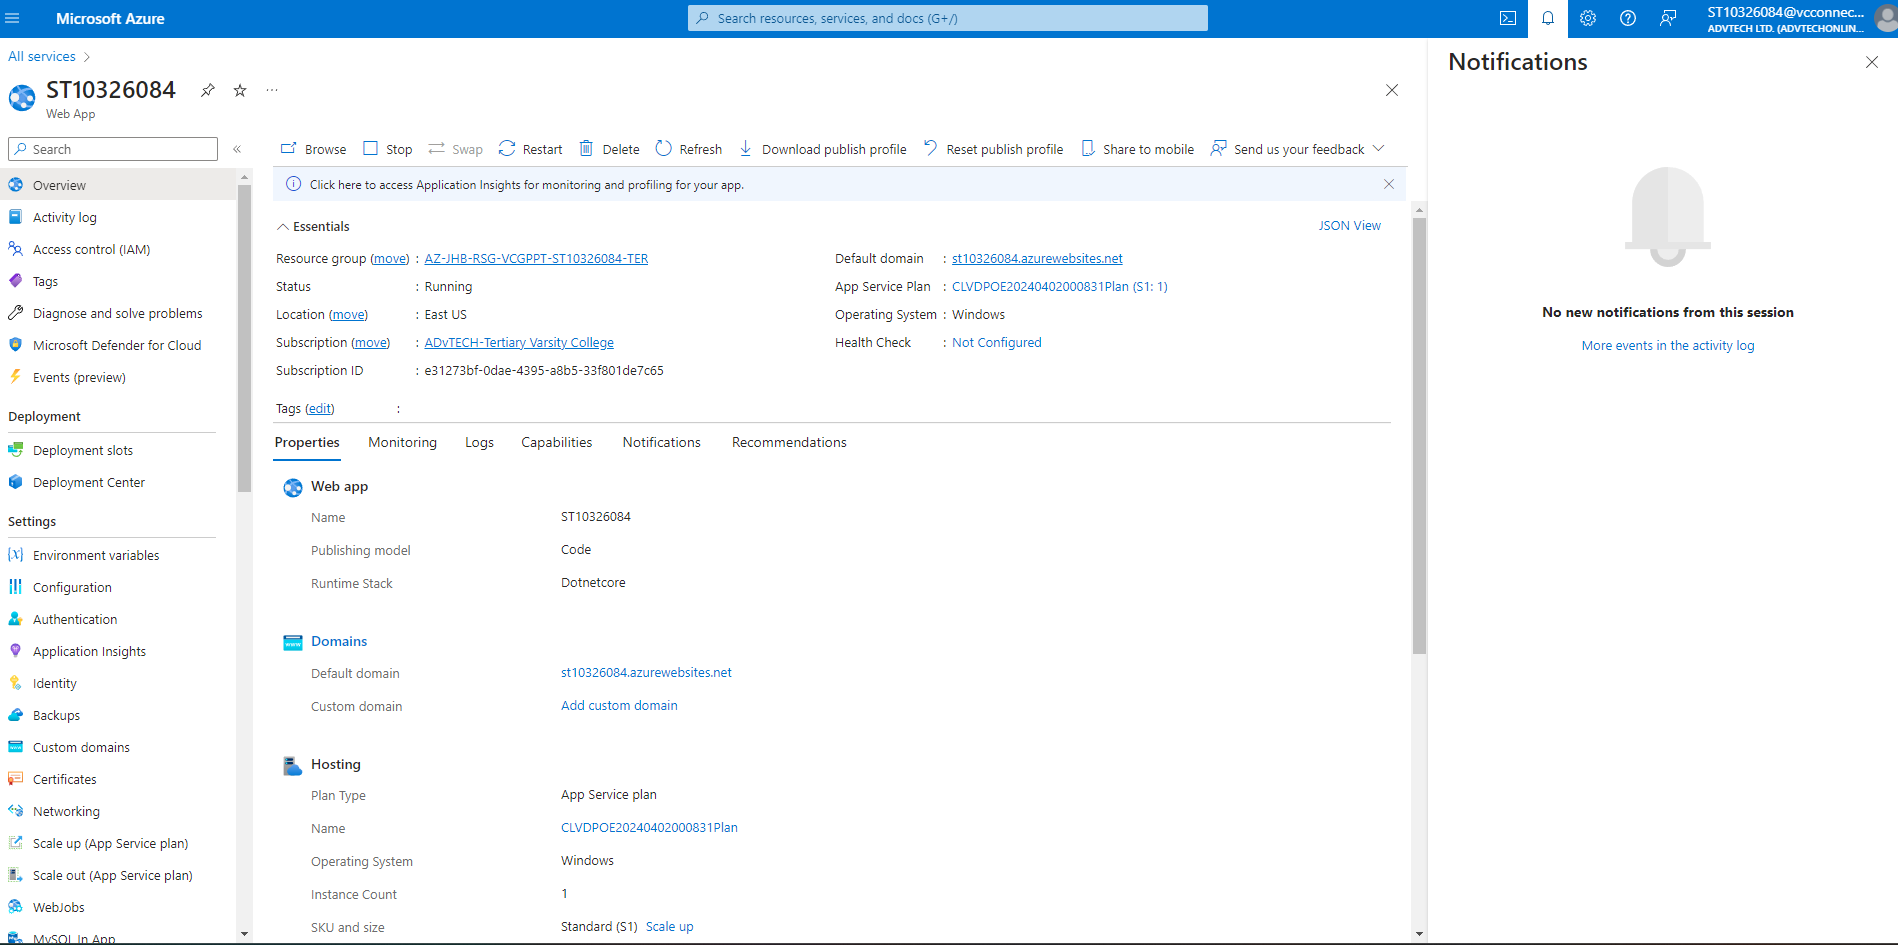 Microsoft Azure
Search resources, services, and docs (G+/)
ST10326084@vcconnec...
ADVTECH LTD. (ADVTECHONLIN...
All services
ST10326084
Web App
Search
Overview
Activity log
Access control (IAM)
Tags
Diagnose and solve problems
Microsoft Defender for Cloud
Events (preview)
Deployment
Deployment slots
Deployment Center
Settings
Environment variables
Configuration
Authentication
Application Insights
Identity
Backups
Custom domains
Certificates
Networking
Scale up (App Service plan)
Scale out (App Service plan)
WebJobs
MySQL In App
Browse Stop Swap Restart Delete Refresh Download publish profile Reset publish profile Share to mobile Send us your feedback
Click here to access Application Insights for monitoring and profiling for your app.
Essentials
JSON View
Resource group (move) : AZ-JHB-RSG-VCGPPT-ST10326084-TER
Status : Running
Location (move) : East US
Subscription (move) : ADvTECH-Tertiary Varsity College
Subscription ID : e31273bf-0dae-4395-a8b5-33f801de7c65
Default domain : st10326084.azurewebsites.net
App Service Plan : CLVDPOE20240402000831Plan (S1: 1)
Operating System : Windows
Health Check : Not Configured
Tags (edit) :
Properties Monitoring Logs Capabilities Notifications Recommendations
Web app
Name ST10326084
Publishing model Code
Runtime Stack Dotnetcore
Domains
Default domain st10326084.azurewebsites.net
Custom domain Add custom domain
Hosting
Plan Type App Service plan
Name CLVDPOE20240402000831Plan
Operating System Windows
Instance Count 1
SKU and size Standard (S1) Scale up
Notifications
No new notifications from this session
More events in the activity log